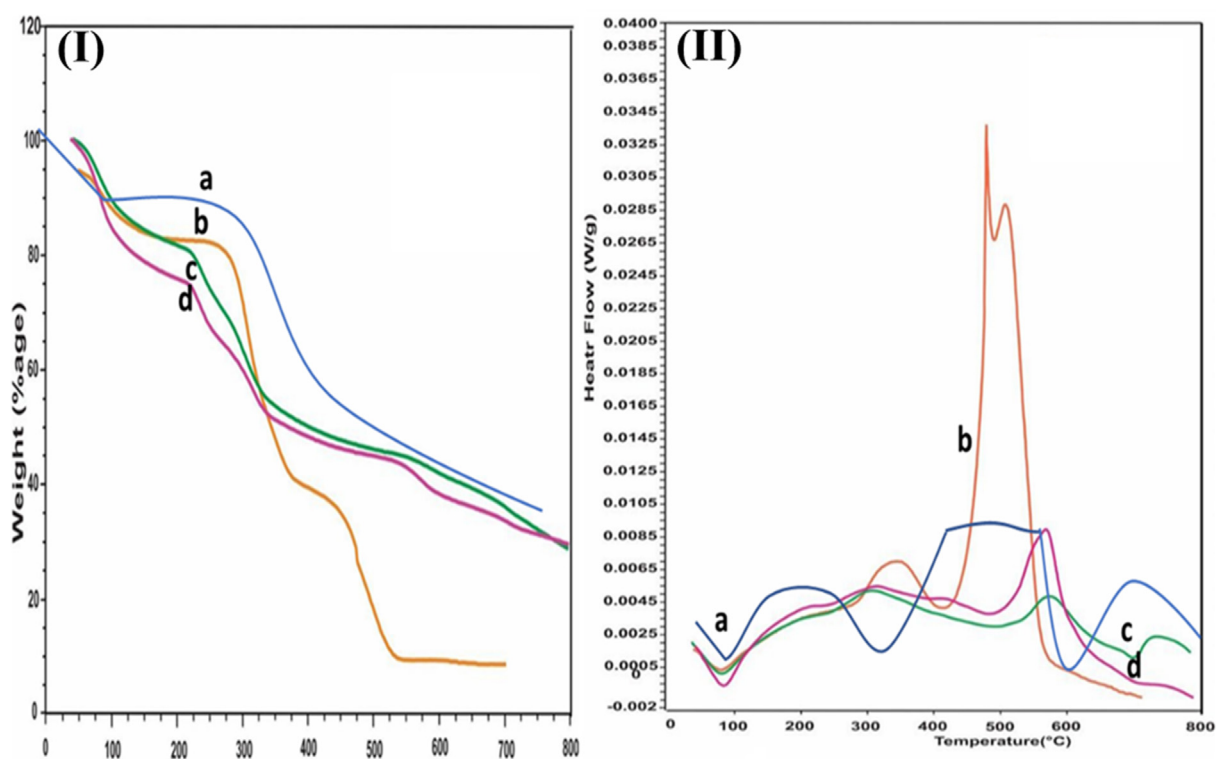 (I)
120
100
80
60
40
20
0
Weight (%age)
a
b
c
d
0 100 200 300 400 500 600 700 800
(II)
0.0400
0.0385
0.0365
0.0345
0.0325
0.0305
0.0285
0.0265
0.0245
0.0225
0.0205
0.0185
0.0165
0.0145
0.0125
0.0105
0.0085
0.0065
0.0045
0.0025
0.0005
0
-0.002
Heatr Flow (W/g)
b
a
c
d
0 100 200 300 400 500 600 800
Temperature(°C)